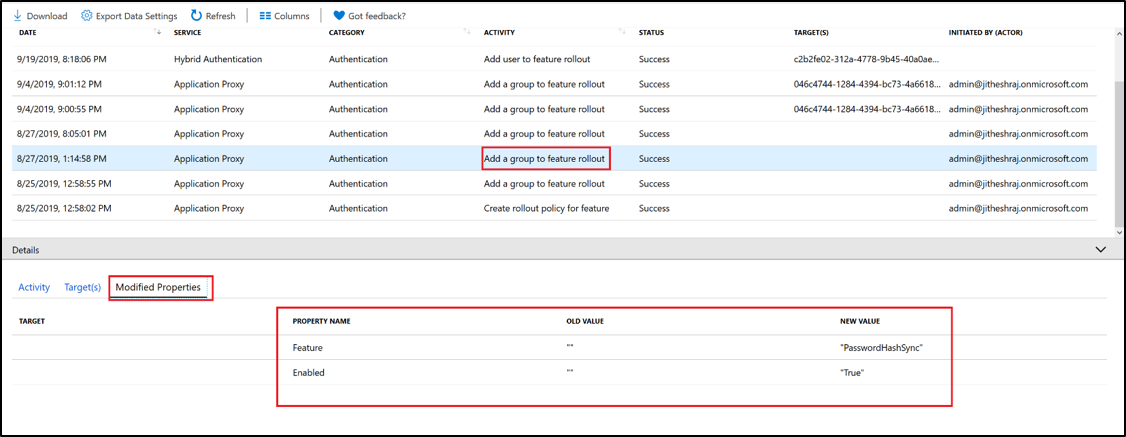 Download Export Data Settings Refresh Columns Got feedback?
DATE SERVICE CATEGORY ACTIVITY STATUS TARGET(S) INITIATED BY (ACTOR)
9/19/2019, 8:18:06 PM Hybrid Authentication Authentication Add user to feature rollout Success c2b2fe02-312a-4778-9b45-40a0ae...
9/4/2019, 9:01:12 PM Application Proxy Authentication Add a group to feature rollout Success 046c4744-1284-4394-bc73-4a6618... admin@jitheshraj.onmicrosoft.com
9/4/2019, 9:00:55 PM Application Proxy Authentication Add a group to feature rollout Success 046c4744-1284-4394-bc73-4a6618... admin@jitheshraj.onmicrosoft.com
8/27/2019, 8:05:01 PM Application Proxy Authentication Add a group to feature rollout Success admin@jitheshraj.onmicrosoft.com
8/27/2019, 1:14:58 PM Application Proxy Authentication Add a group to feature rollout Success admin@jitheshraj.onmicrosoft.com
8/25/2019, 12:58:55 PM Application Proxy Authentication Add a group to feature rollout Success admin@jitheshraj.onmicrosoft.com
8/25/2019, 12:58:02 PM Application Proxy Authentication Create rollout policy for feature Success admin@jitheshraj.onmicrosoft.com
Details
Activity Target(s) Modified Properties
TARGET PROPERTY NAME OLD VALUE NEW VALUE
Feature "" "PasswordHashSync"
Enabled "" "True"